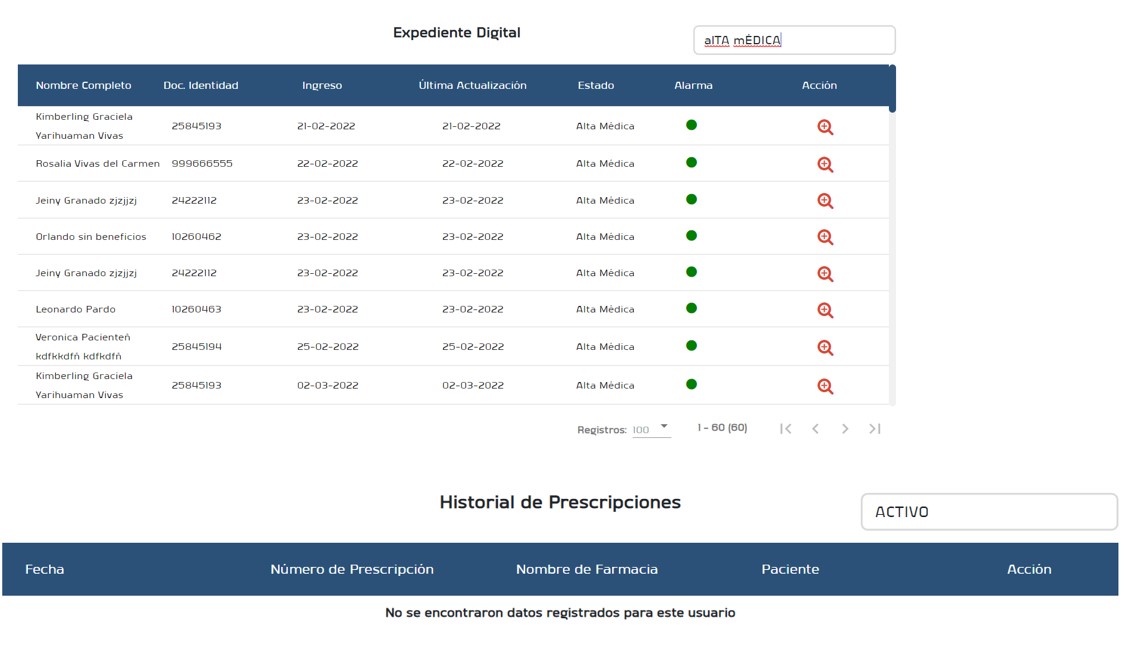 Expediente Digital
alTA mÉDICA
Nombre Completo Doc. Identidad Ingreso Última Actualización Estado Alarma Acción
Kimberling Graciela
Yarihuaman Vivas 25845193 21-02-2022 21-02-2022 Alta Médica
Rosalia Vivas del Carmen 999666555 22-02-2022 22-02-2022 Alta Médica
Jeiny Granado zjzjjzj 24222112 23-02-2022 23-02-2022 Alta Médica
Orlando sin beneficios 10260462 23-02-2022 23-02-2022 Alta Médica
Jeiny Granado zjzjjzj 24222112 23-02-2022 23-02-2022 Alta Médica
Leonardo Pardo 10260463 23-02-2022 23-02-2022 Alta Médica
Veronica Pacienteñ
kdfkkdfñ kdfkdfñ 25845194 25-02-2022 25-02-2022 Alta Médica
Kimberling Graciela
Yarihuaman Vivas 25845193 02-03-2022 02-03-2022 Alta Médica
Registros: 100 1 - 60 (60)
Historial de Prescripciones
ACTIVO
Fecha Número de Prescripción Nombre de Farmacia Paciente Acción
No se encontraron datos registrados para este usuario